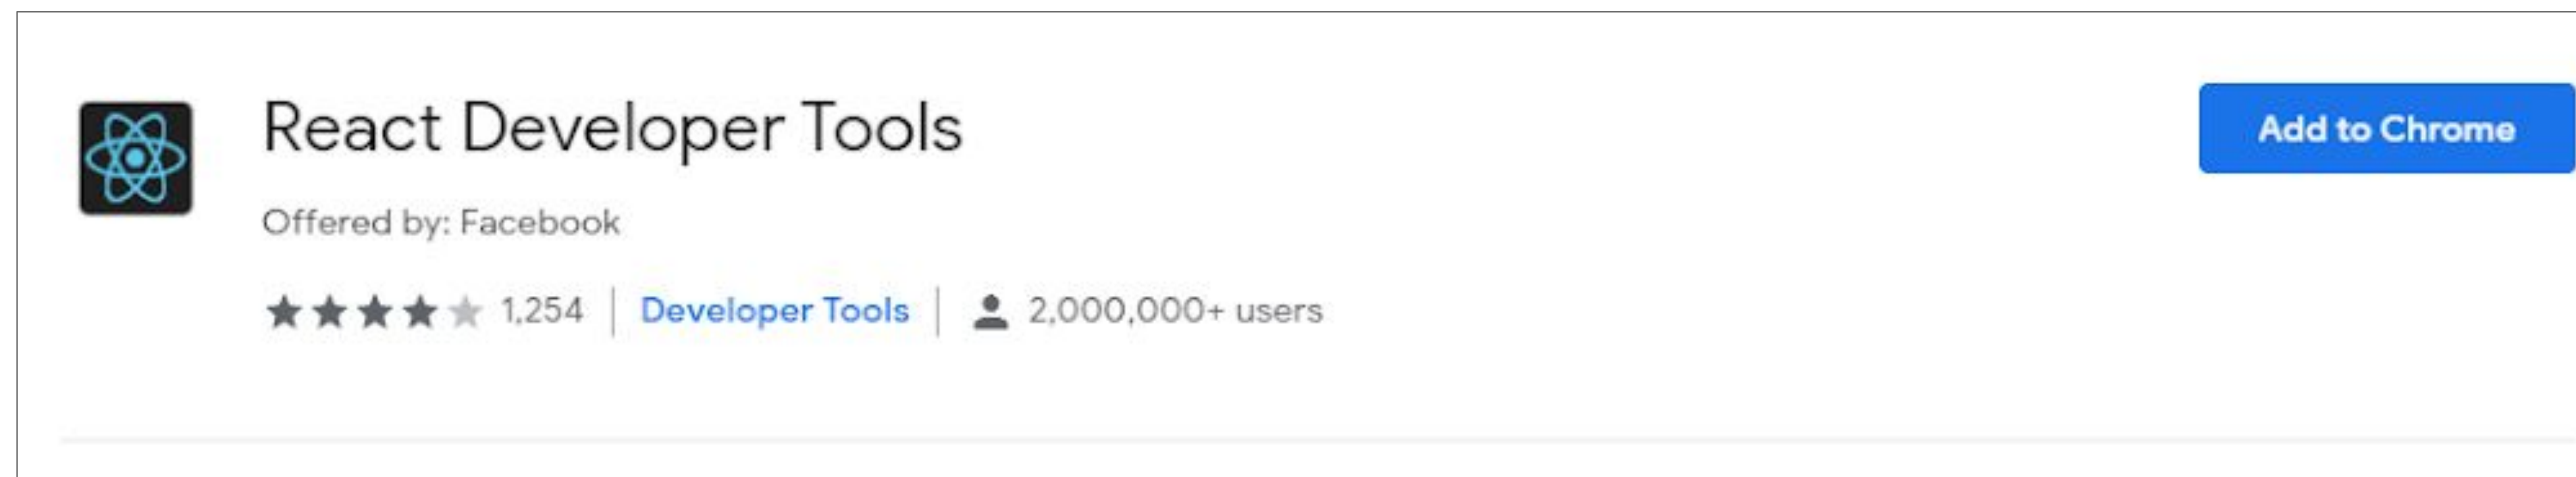 React Developer Tools
Add to Chrome
Offered by: Facebook
1,254 Developer Tools 2,000,000+ users